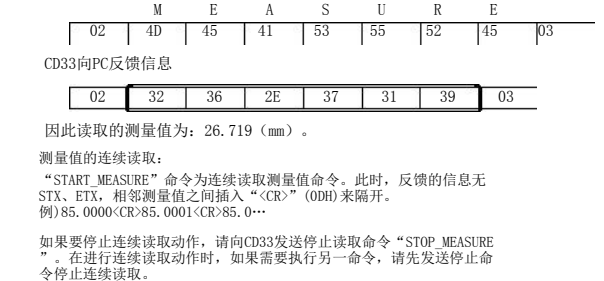 M E A S U R E
02 4D 45 41 53 55 52 45 03
CD33向PC反馈信息
02 32 36 2E 37 31 39 03
因此读取的测量值为：26.719（mm）。
测量值的连续读取：
“START_MEASURE”命令为连续读取测量值命令。此时，反馈的信息无
STX、ETX，相邻测量值之间插入“<CR>”(0DH)来隔开。
例)85.0000<CR>85.0001<CR>85.0…
如果要停止连续读取动作，请向CD33发送停止读取命令“STOP_MEASURE
”。在进行连续读取动作时，如果需要执行另一命令，请先发送停止命
令停止连续读取。